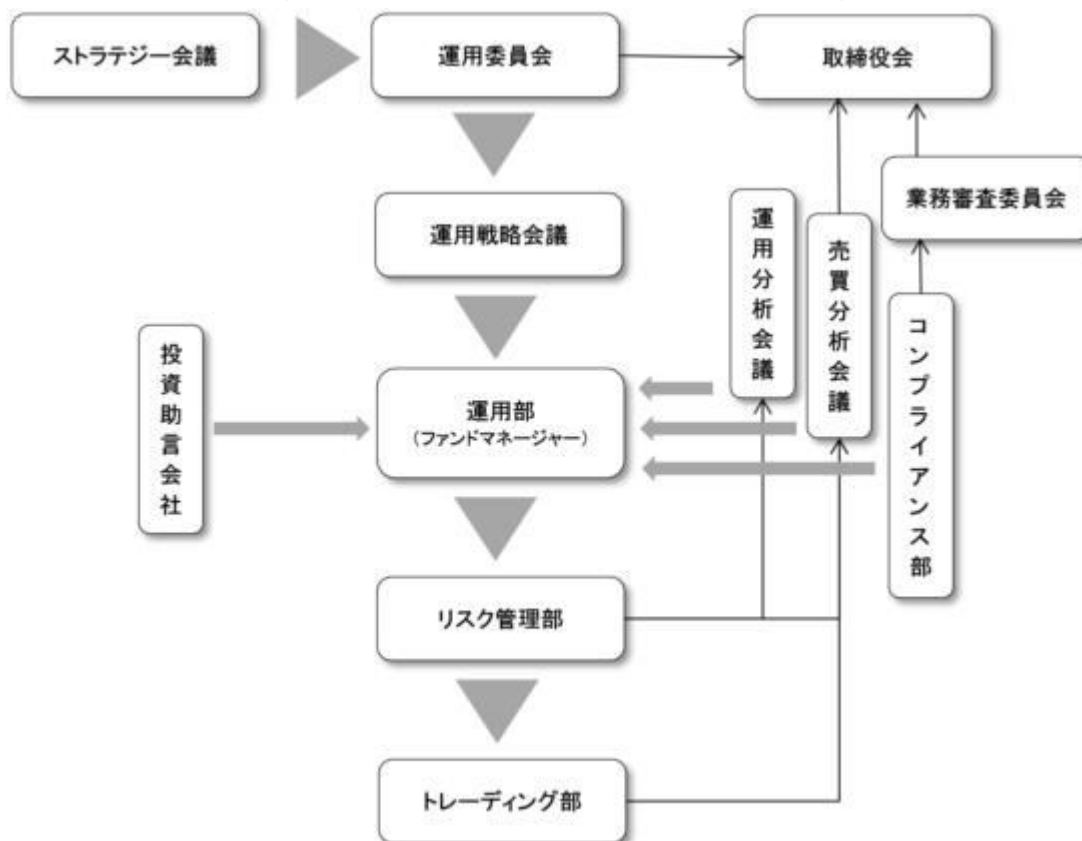 ストラテジー会議
運用委員会
取締役会
業務審査委員会
運用戦略会議
運用分析会議
売買分析会議
コンプライアンス部
投資助言会社
運用部
（ファンドマネージャー）
リスク管理部
トレーディング部